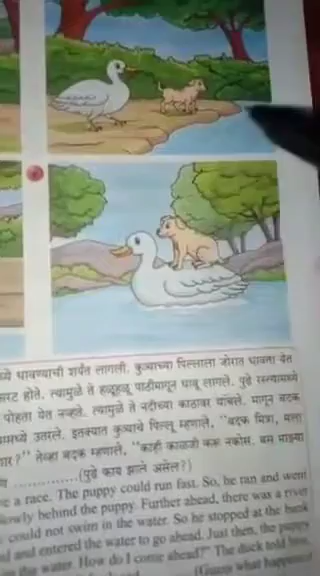 ध्ये धावण्याची शर्यत लागली. कुत्र्याच्या पिल्लाला जोरात धावता येत
होते. त्यामुळे ते हळूहळू पाठीमागून धावू लागले. पुढे रस्त्यामध्ये
पोहता येत नव्हते. त्यामुळे ते नदीच्या काठावर थांबले. मागून बदक
उतरले. इतक्यात कुत्र्याचे पिल्लू म्हणाले, "बदक मित्रा, मला
तेव्हा बदक म्हणाले, "काही काळजी करू नकोस. बस माझ्या
(पुढे काय झाले असेल?)
e a race. The puppy could run fast. So, he ran and went
lowly behind the puppy. Further ahead, there was a river
could not swim in the water. So he stopped at the bank
d and entered the water to go ahead. Just then, the puppy
the water. How do I come ahead?" The duck told
(Guess what happened